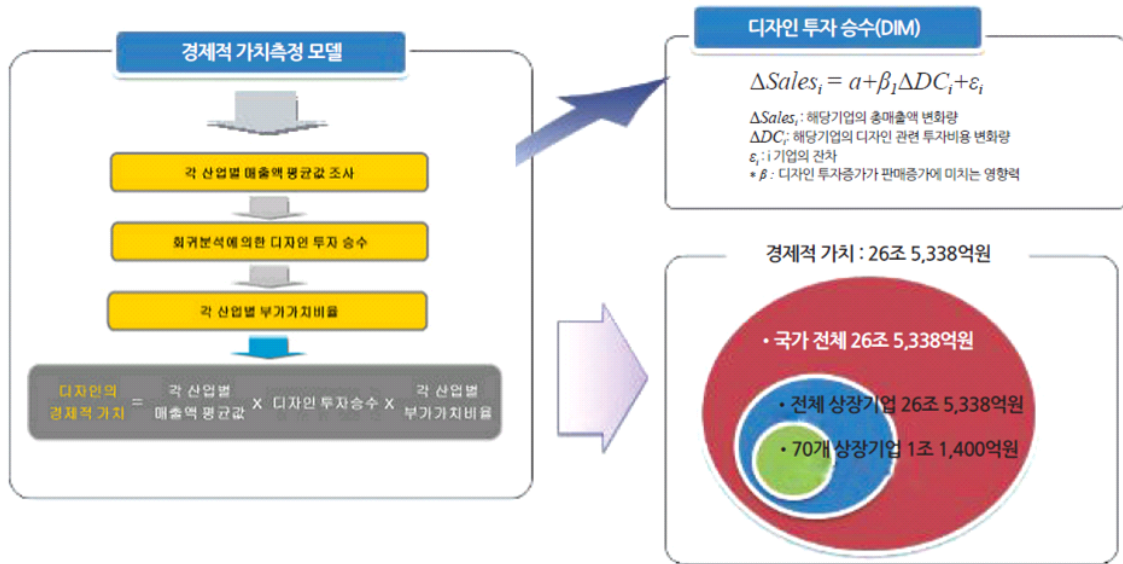 경제적 가치측정 모델
각 산업별 매출액 평균값 조사
회귀분석에 의한 디자인 투자 승수
각 산업별 부가가치비율
디자인의 경제적 가치 = 각 산업별 매출액 평균값 x 디자인 투자승수 x 각 산업별 부가가치비율
디자인 투자 승수(DIM)
ΔSalesᵢ = a+β₁ΔDCᵢ+εᵢ
ΔSalesᵢ : 해당기업의 총매출액 변화량
ΔDCᵢ: 해당기업의 디자인 관련 투자비용 변화량
εᵢ : i 기업의 잔차
* β : 디자인 투자증가가 판매증가에 미치는 영향력
경제적 가치 : 26조 5,338억원
• 국가 전체 26조 5,338억원
• 전체 상장기업 26조 5,338억원
• 70개 상장기업 1조 1,400억원